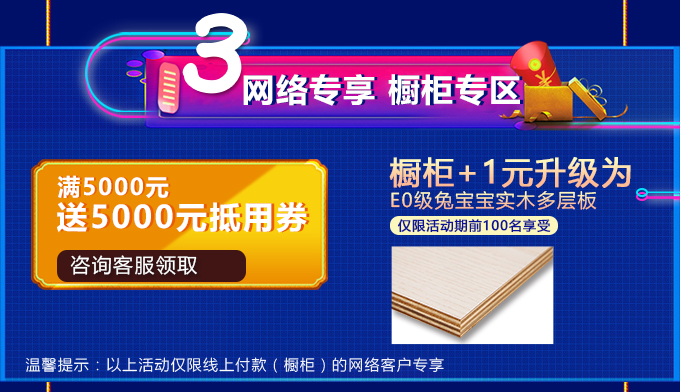 3
网络专享 橱柜专区
满5000元
送5000元抵用券
咨询客服领取
橱柜+1元升级为
E0级兔宝宝实木多层板
仅限活动期前100名享受
温馨提示：以上活动仅限线上付款（橱柜）的网络客户专享